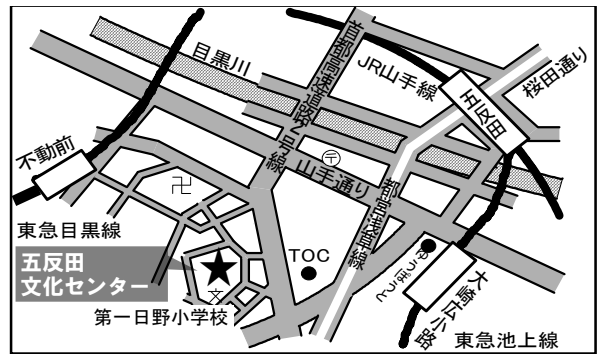 首都高速道路2号線
目黒川
JR山手線
桜田通り
五反田
不動前
〒
山手通り
卍
都営浅草線
東急目黒線
TOC
ゆうぽうと
五反田
文化センター
文
大崎広小路
第一日野小学校
東急池上線